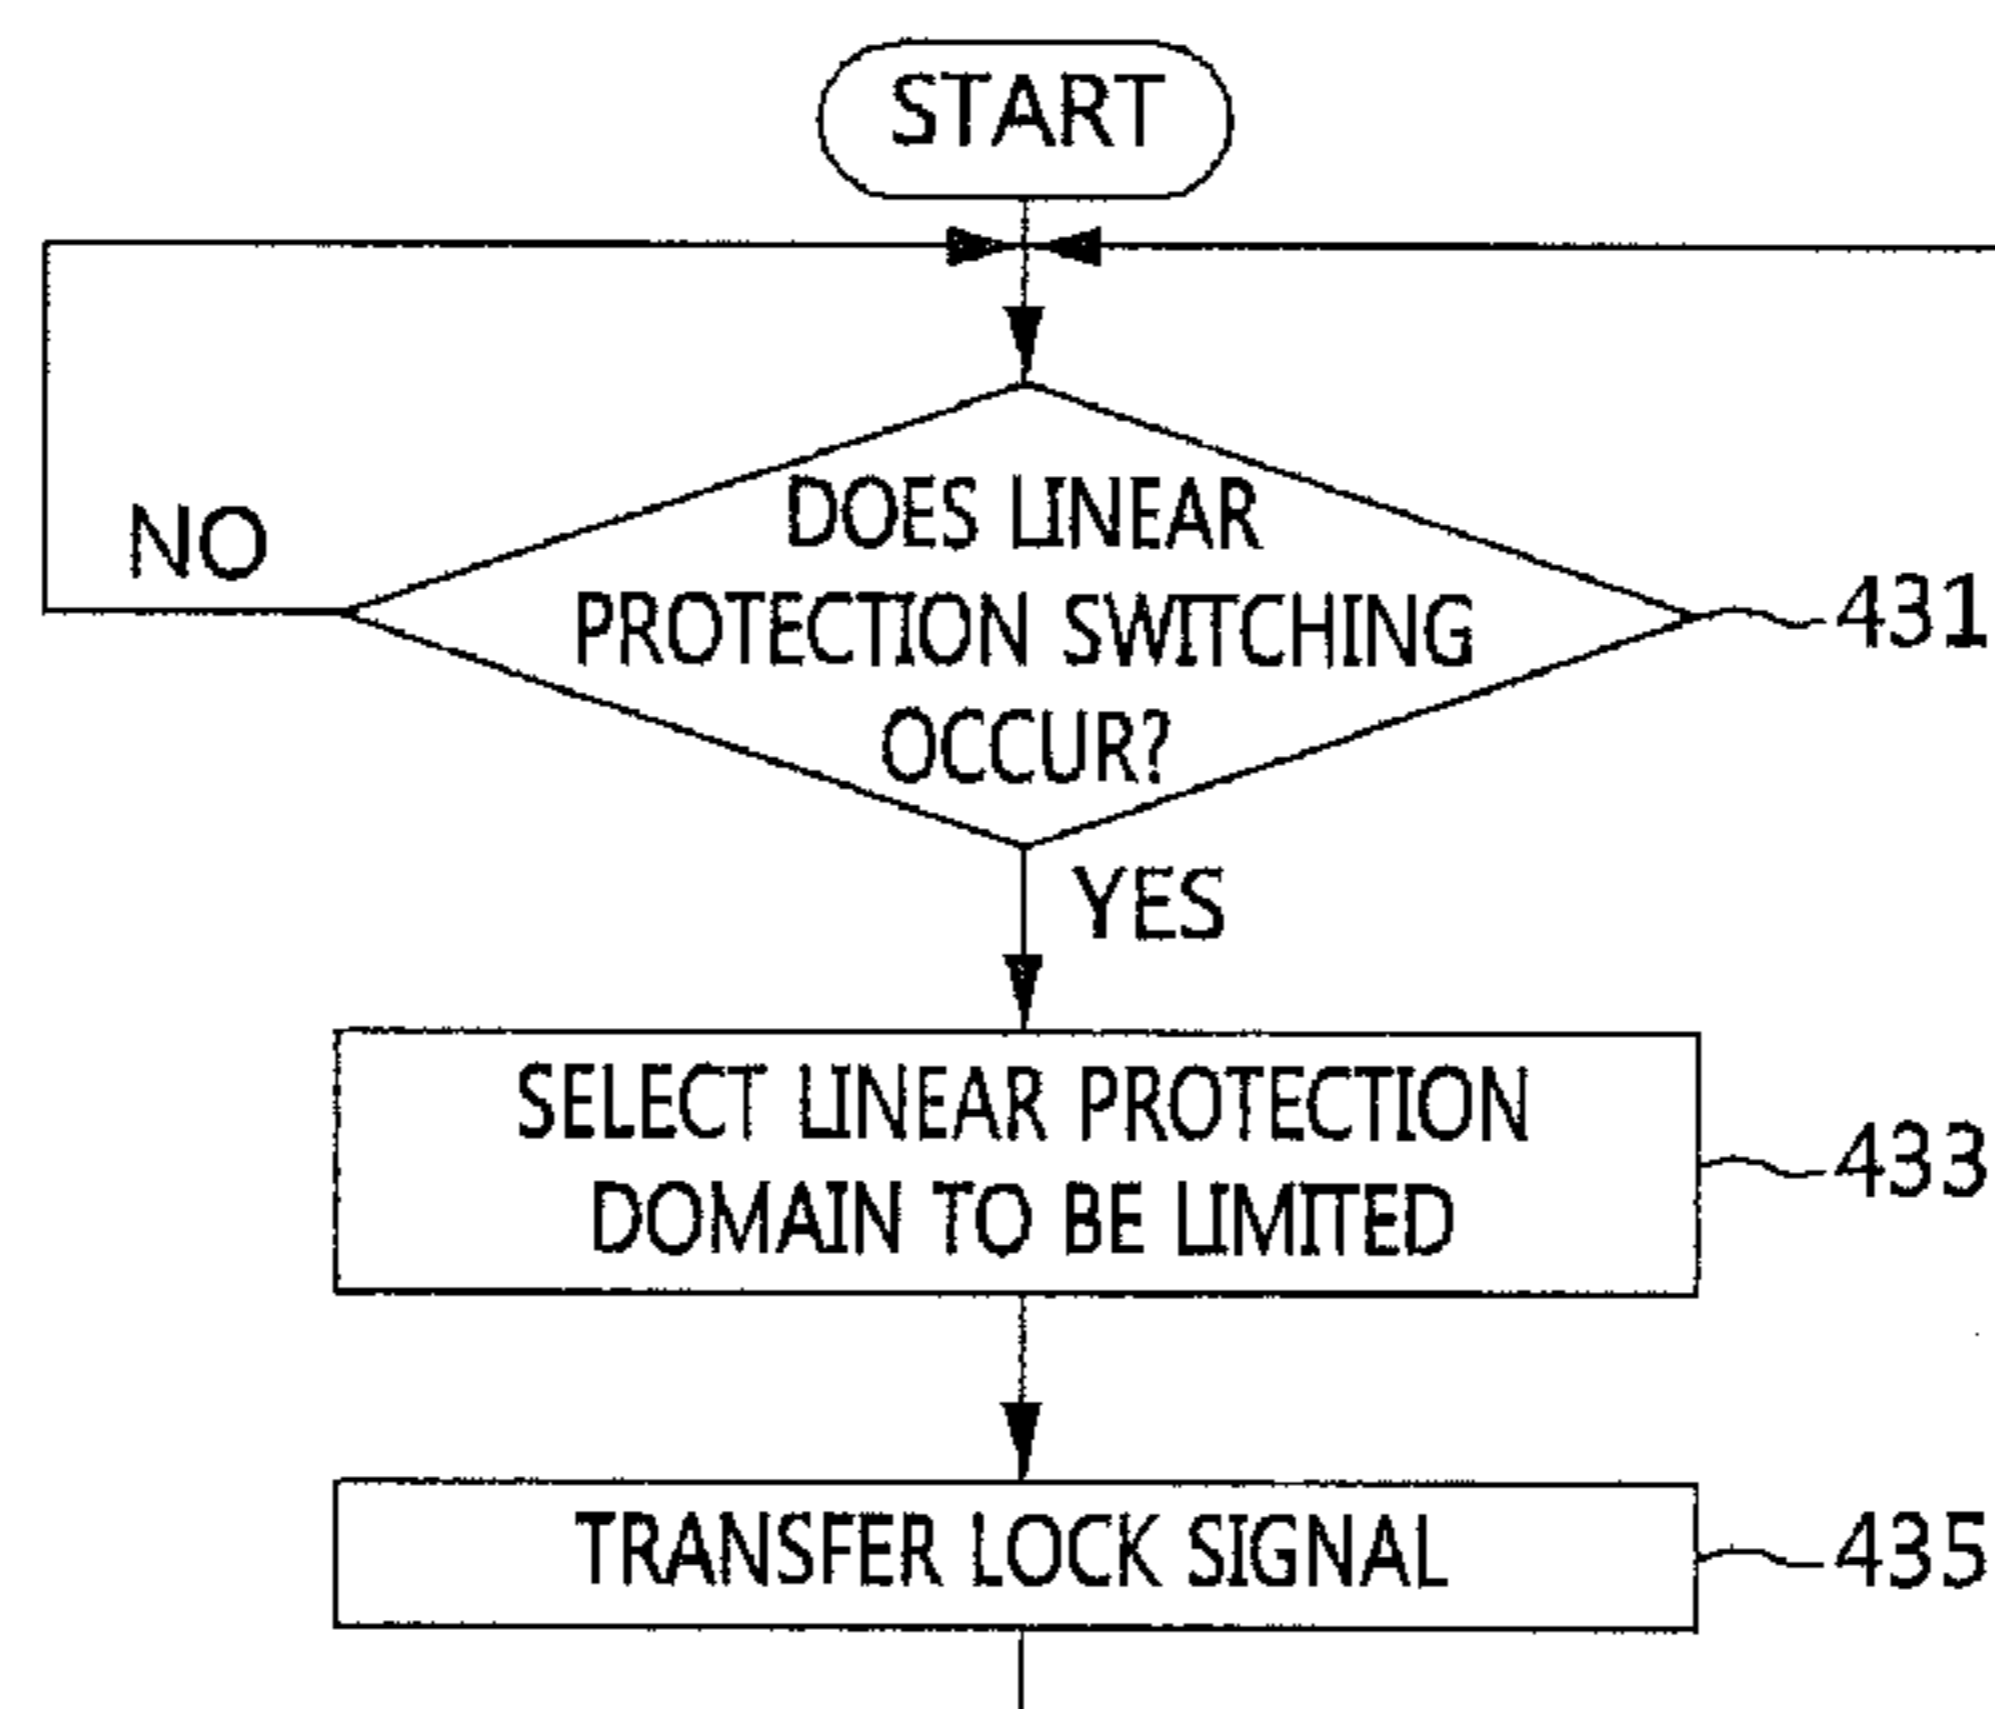 START
DOES LINEAR
PROTECTION SWITCHING
OCCUR?
NO
431
YES
SELECT LINEAR PROTECTION
DOMAIN TO BE LIMITED
433
TRANSFER LOCK SIGNAL
435